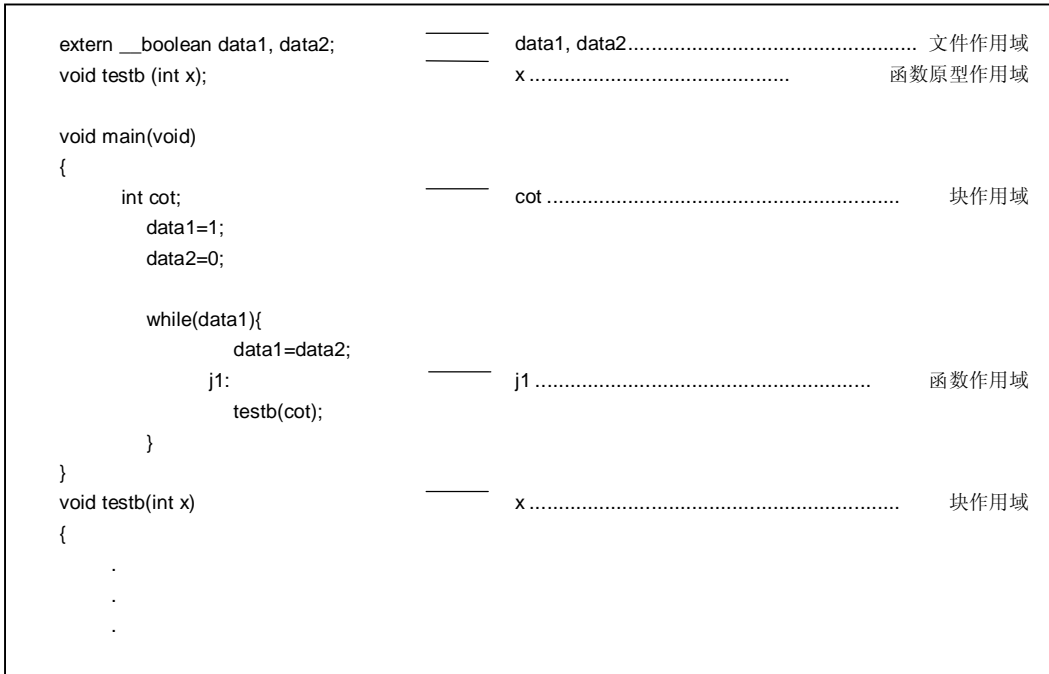 extern __boolean data1, data2; data1, data2................................................. 文件作用域
void testb (int x); x ............................................ 函数原型作用域
void main(void)
{
int cot; cot ............................................................ 块作用域
data1=1;
data2=0;
while(data1){
data1=data2;
j1: j1 ......................................................... 函数作用域
testb(cot);
}
}
void testb(int x) x ............................................................... 块作用域
{
.
.
.